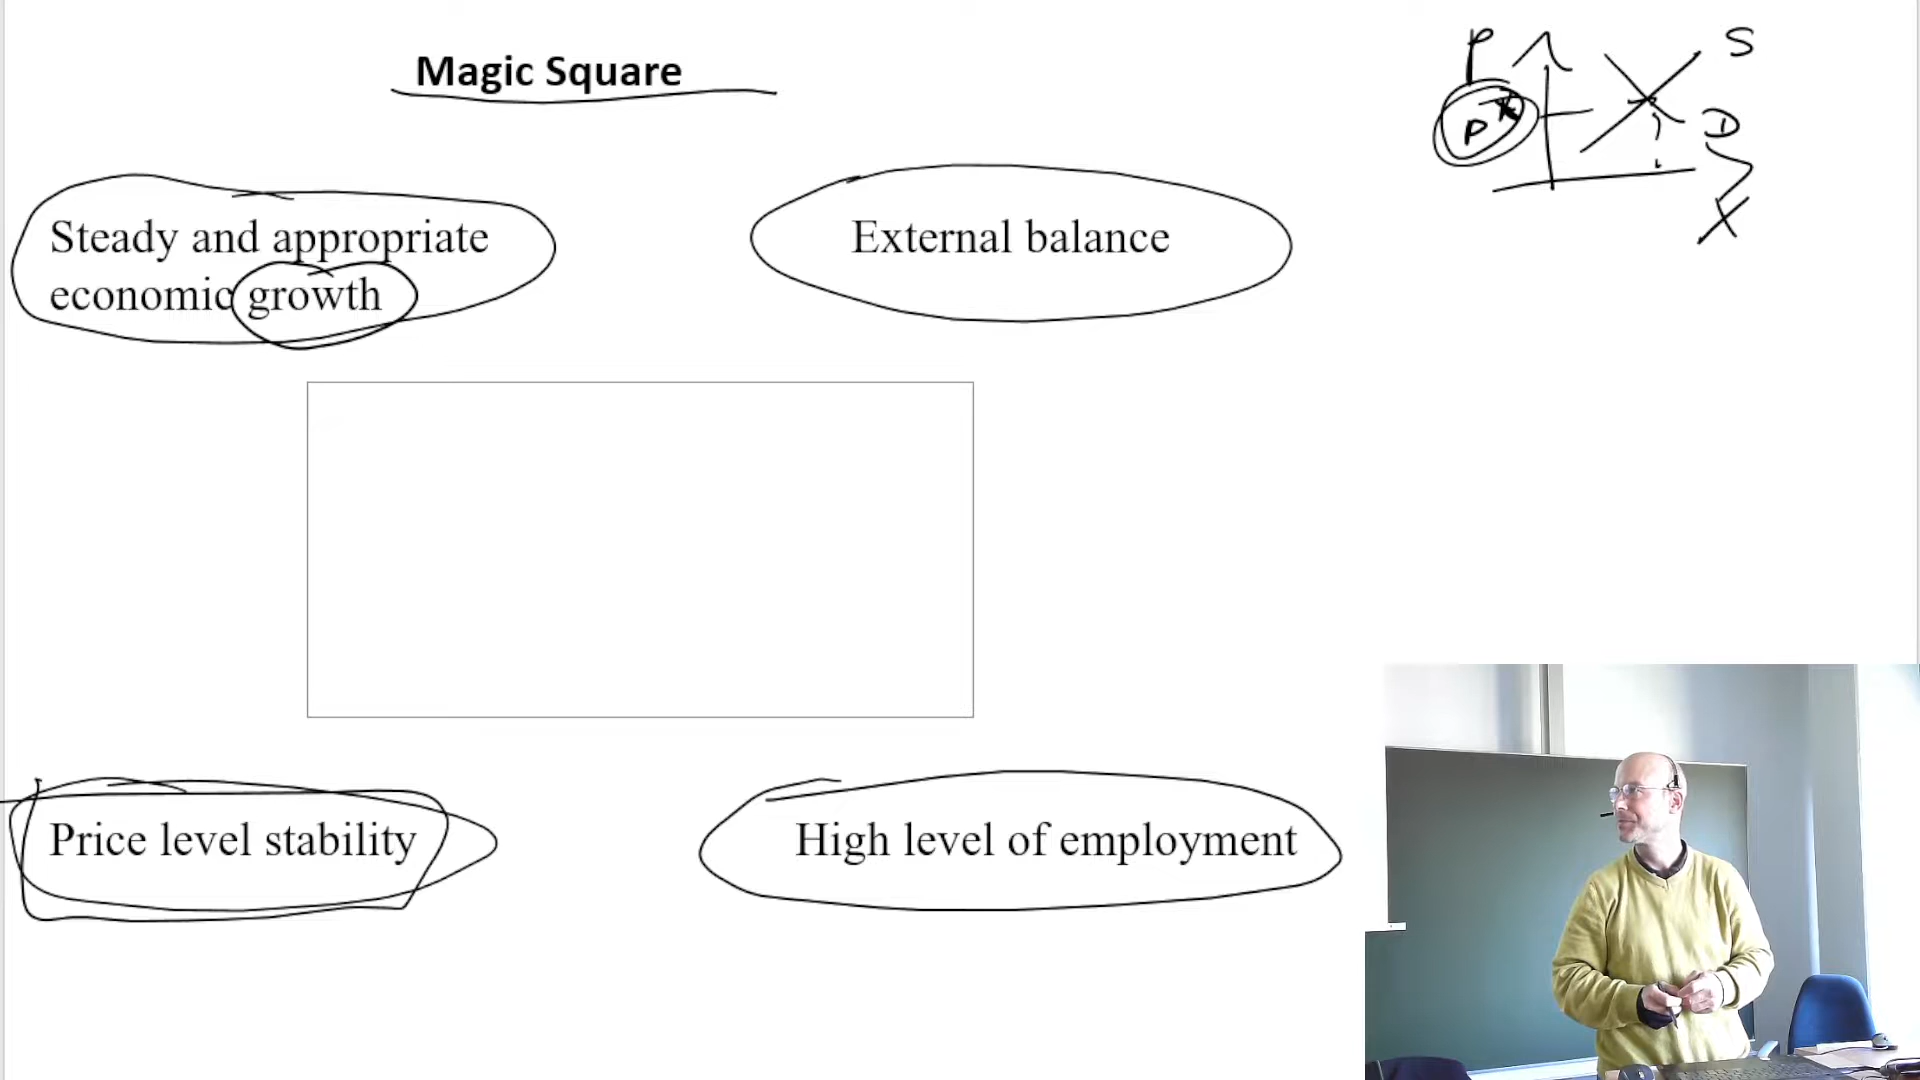 Magic Square
P
S
P*
D
X
Steady and appropriate
economic growth
External balance
Price level stability
High level of employment